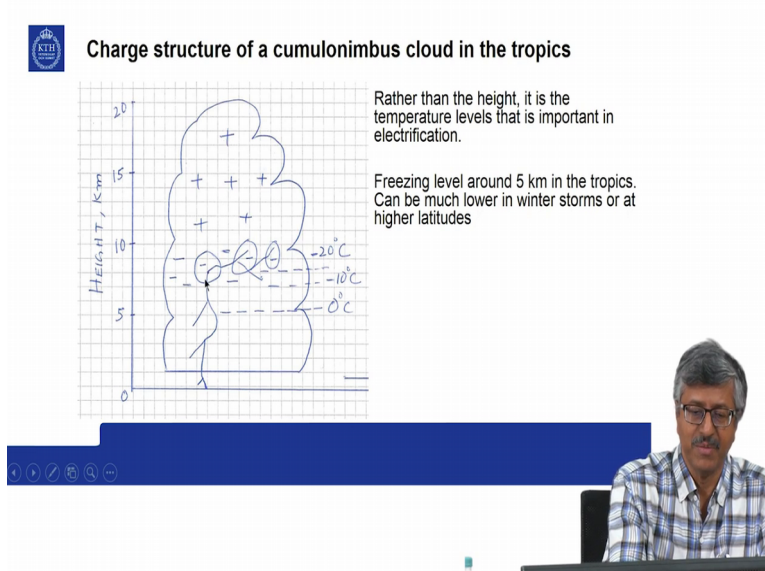 KTH
Charge structure of a cumulonimbus cloud in the tropics
Rather than the height, it is the
temperature levels that is important in
electrification.
Freezing level around 5 km in the tropics.
Can be much lower in winter storms or at
higher latitudes
HEIGHT, Km
20
15
10
5
0
-20°C
-10°C
0°C